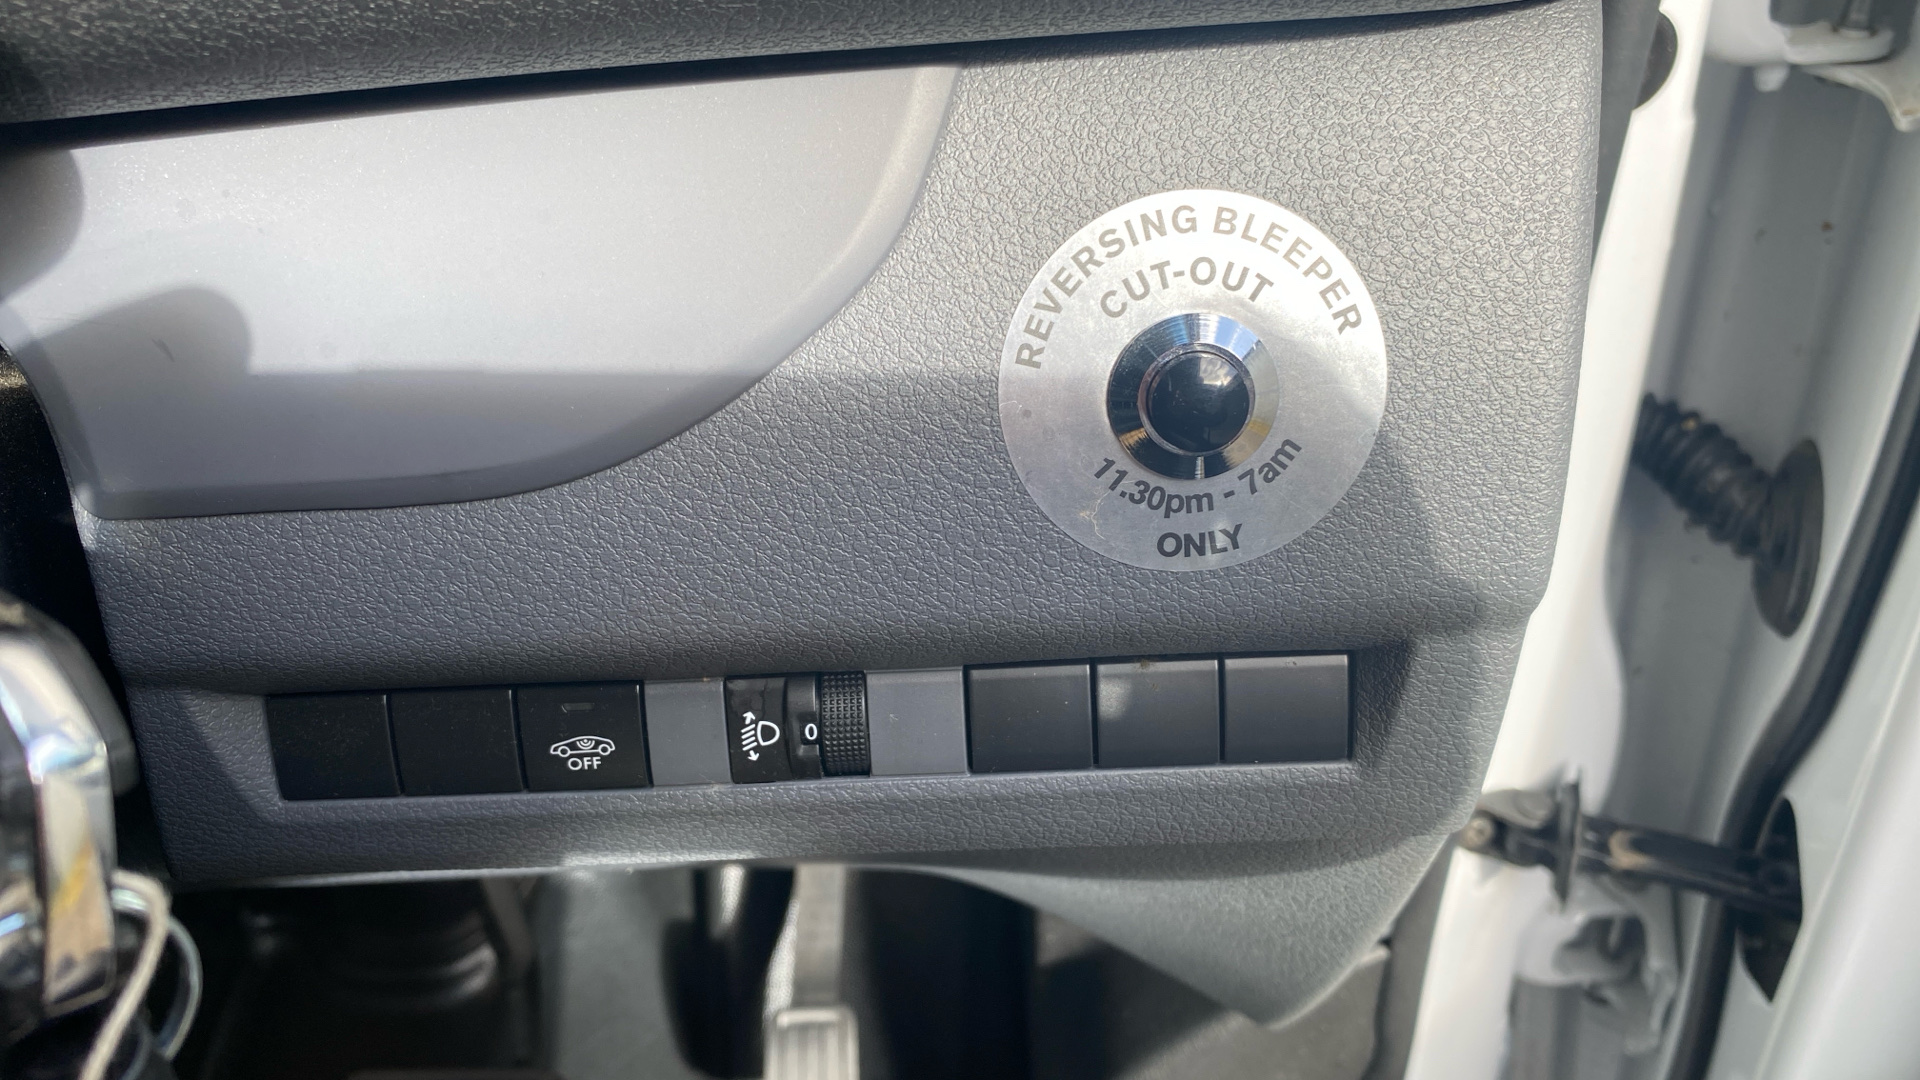 REVERSING BLEEPER
CUT-OUT
11.30pm - 7am
ONLY
OFF
0